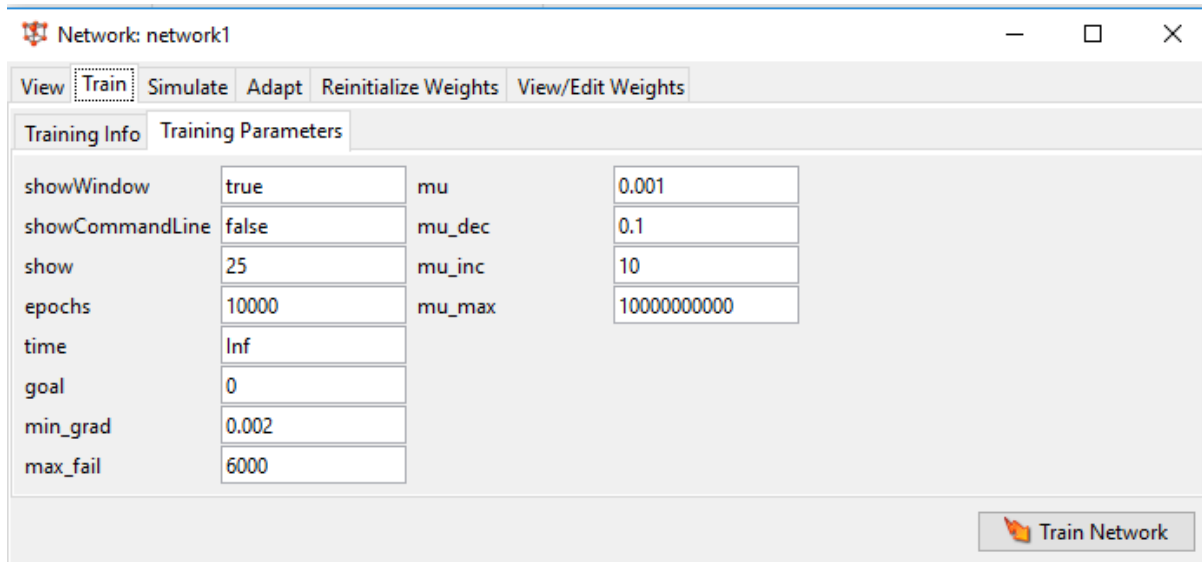 Network: network1
View Train Simulate Adapt Reinitialize Weights View/Edit Weights
Training Info Training Parameters
showWindow true mu 0.001
showCommandLine false mu_dec 0.1
show 25 mu_inc 10
epochs 10000 mu_max 10000000000
time Inf
goal 0
min_grad 0.002
max_fail 6000
Train Network